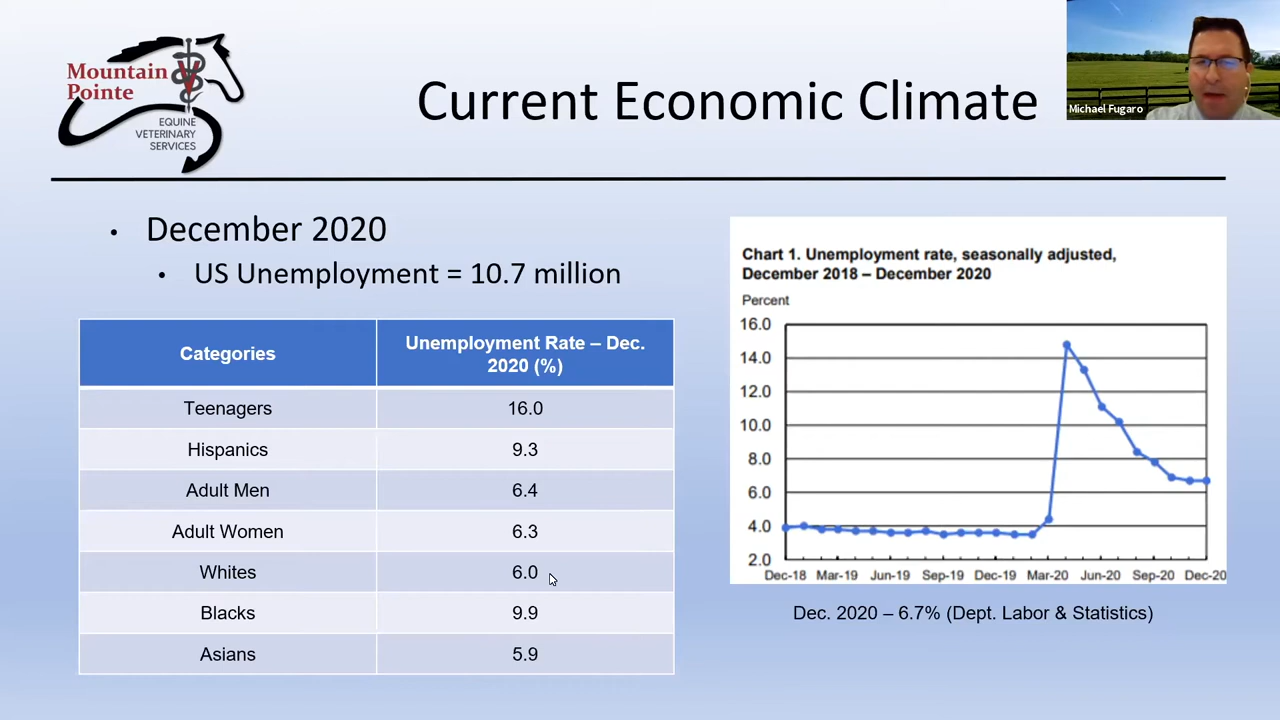 Mountain
Pointe
EQUINE
VETERINARY
SERVICES
Current Economic Climate
Michael Fugaro
• December 2020
• US Unemployment = 10.7 million
Categories
Unemployment Rate – Dec.
2020 (%)
Teenagers 16.0
Hispanics 9.3
Adult Men 6.4
Adult Women 6.3
Whites 6.0
Blacks 9.9
Asians 5.9
Chart 1. Unemployment rate, seasonally adjusted,
December 2018 – December 2020
Percent
16.0
14.0
12.0
10.0
8.0
6.0
4.0
2.0
Dec-18 Mar-19 Jun-19 Sep-19 Dec-19 Mar-20 Jun-20 Sep-20 Dec-20
Dec. 2020 – 6.7% (Dept. Labor & Statistics)